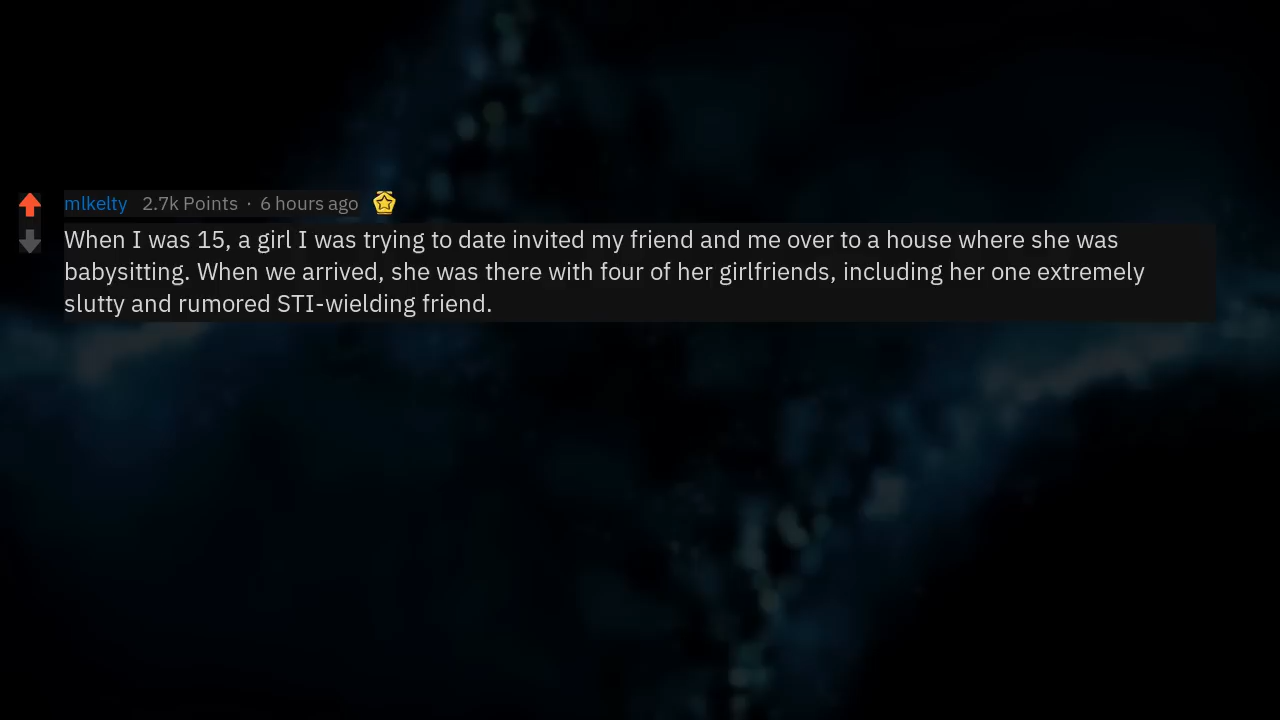 mlkelty 2.7k Points · 6 hours ago
When I was 15, a girl I was trying to date invited my friend and me over to a house where she was
babysitting. When we arrived, she was there with four of her girlfriends, including her one extremely
slutty and rumored STI-wielding friend.